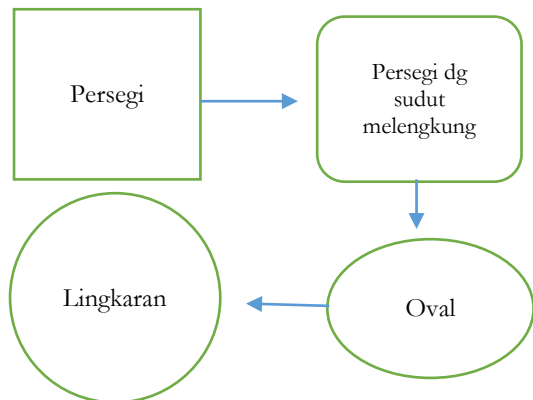 Persegi
Persegi dg
sudut
melengkung
Lingkaran
Oval